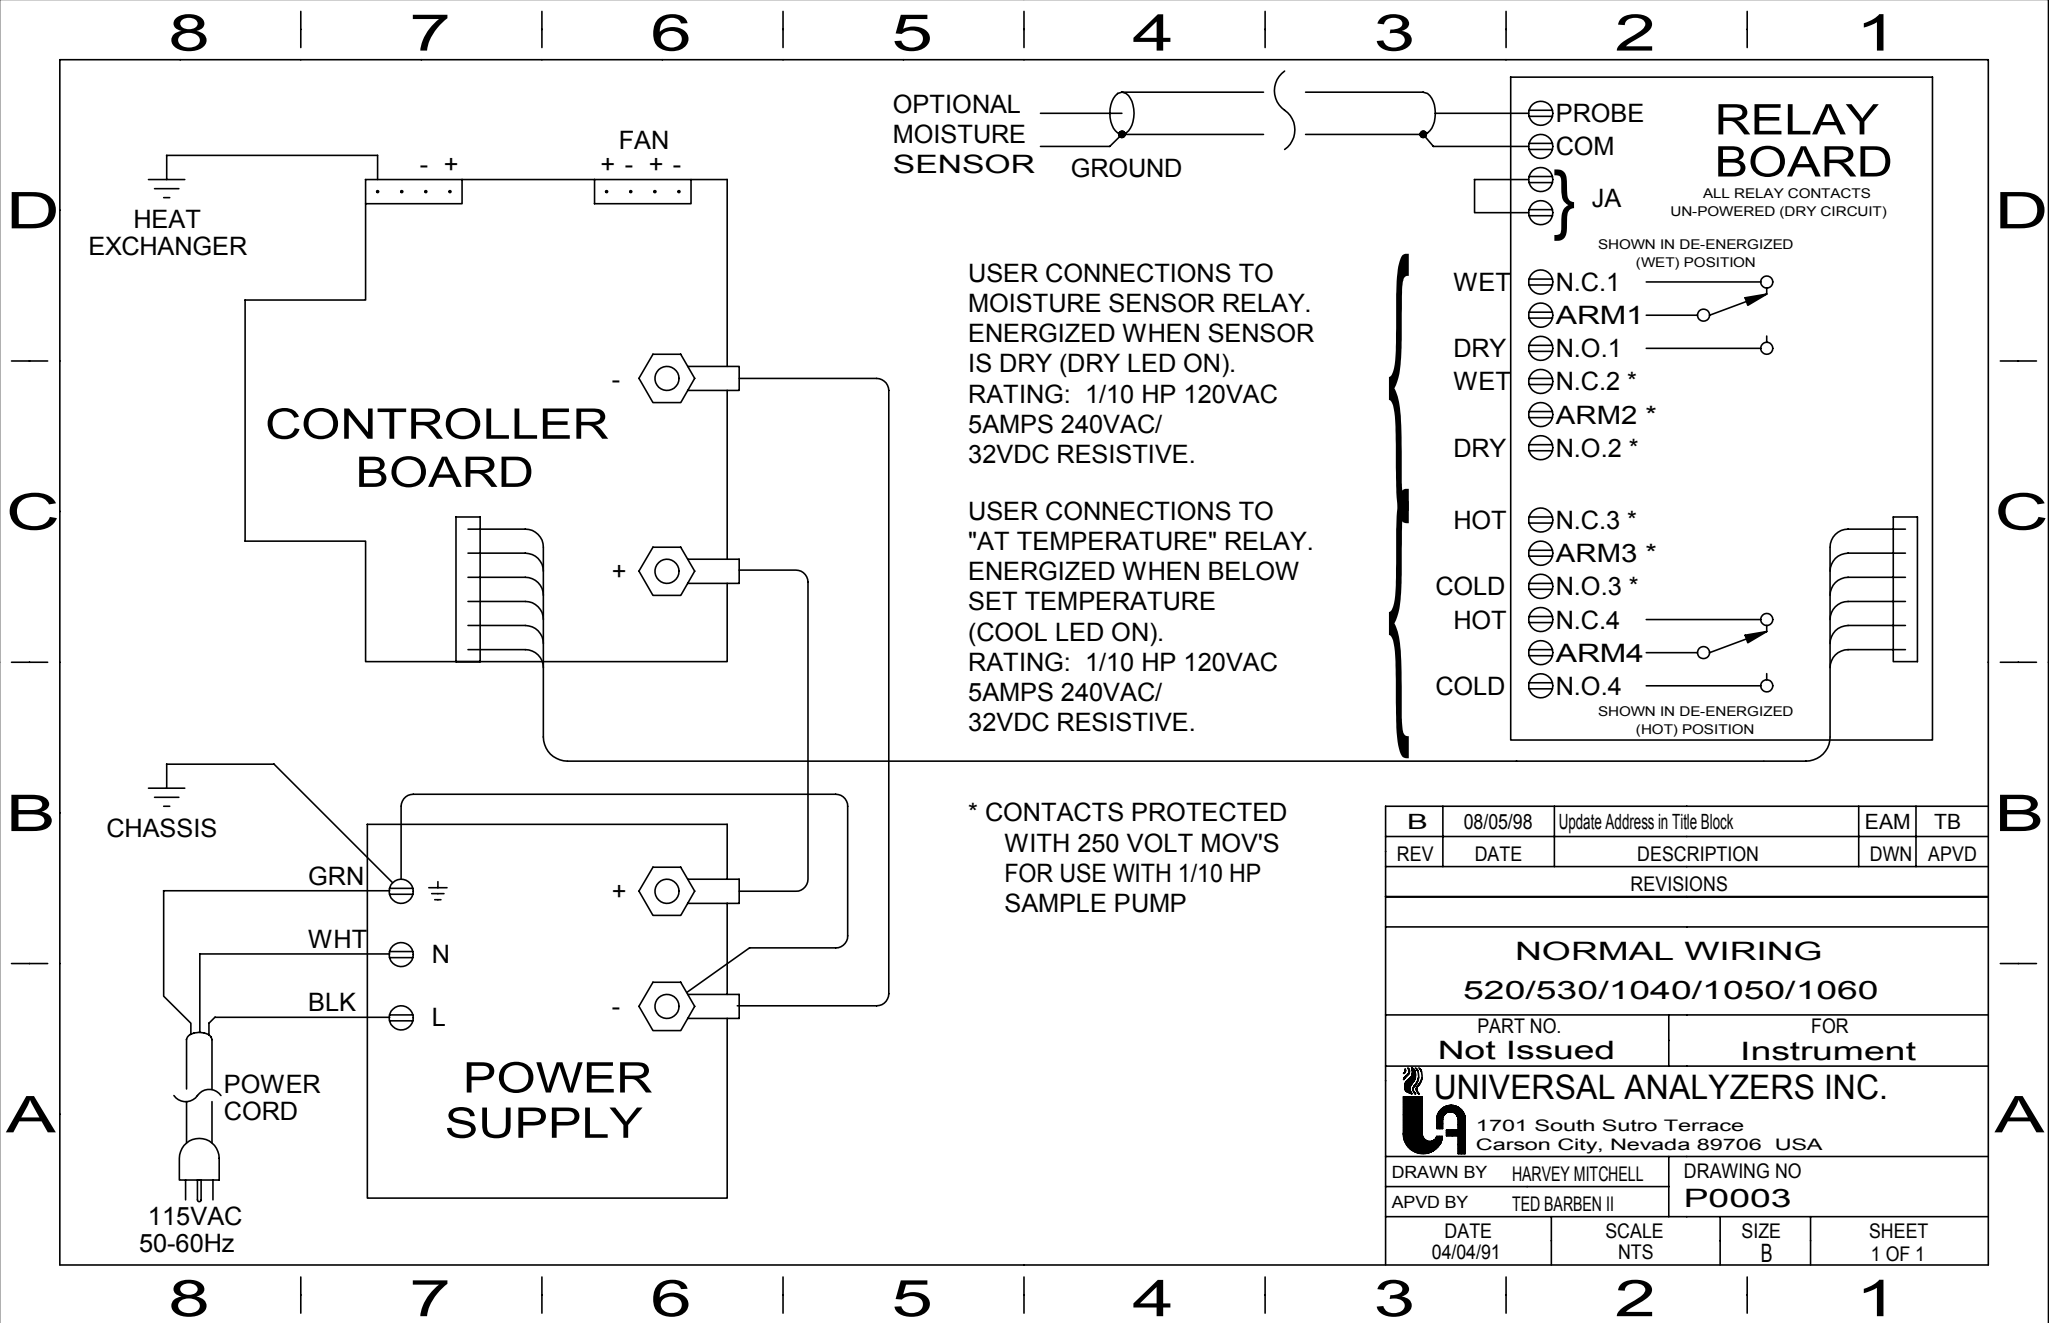 8 7 6 5 4 3 2 1
D
C
B
A
D
C
B
A
HEAT
EXCHANGER
- +
FAN
+ - + -
CONTROLLER
BOARD
-
+
OPTIONAL
MOISTURE
SENSOR
GROUND
PROBE
COM
JA
RELAY
BOARD
ALL RELAY CONTACTS
UN-POWERED (DRY CIRCUIT)
SHOWN IN DE-ENERGIZED
(WET) POSITION
USER CONNECTIONS TO
MOISTURE SENSOR RELAY.
ENERGIZED WHEN SENSOR
IS DRY (DRY LED ON).
RATING: 1/10 HP 120VAC
5AMPS 240VAC/
32VDC RESISTIVE.
WET N.C.1
ARM1
DRY N.O.1
WET N.C.2 *
ARM2 *
DRY N.O.2 *
USER CONNECTIONS TO
"AT TEMPERATURE" RELAY.
ENERGIZED WHEN BELOW
SET TEMPERATURE
(COOL LED ON).
RATING: 1/10 HP 120VAC
5AMPS 240VAC/
32VDC RESISTIVE.
HOT N.C.3 *
ARM3 *
COLD N.O.3 *
HOT N.C.4
ARM4
COLD N.O.4
SHOWN IN DE-ENERGIZED
(HOT) POSITION
* CONTACTS PROTECTED
WITH 250 VOLT MOV'S
FOR USE WITH 1/10 HP
SAMPLE PUMP
CHASSIS
GRN
WHT N
BLK L
+
-
POWER
SUPPLY
POWER
CORD
115VAC
50-60Hz
B 08/05/98 Update Address in Title Block EAM TB
REV DATE DESCRIPTION DWN APVD
REVISIONS
NORMAL WIRING
520/530/1040/1050/1060
PART NO. FOR
Not Issued Instrument
UA
UNIVERSAL ANALYZERS INC.
1701 South Sutro Terrace
Carson City, Nevada 89706 USA
DRAWN BY HARVEY MITCHELL DRAWING NO
APVD BY TED BARBEN II P0003
DATE SCALE SIZE SHEET
04/04/91 NTS B 1 OF 1
8 7 6 5 4 3 2 1